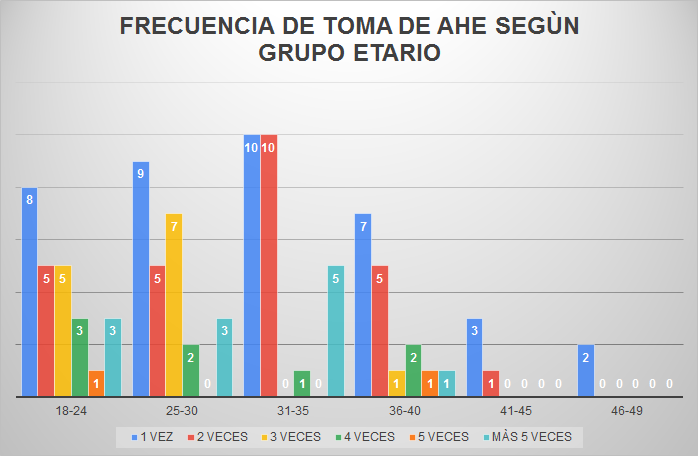 FRECUENCIA DE TOMA DE AHE SEGÙN
GRUPO ETARIO
8 5 5 3 1 3
9 5 7 2 0 3
10 10 0 1 0 5
7 5 1 2 1 1
3 1 0 0 0 0
2 0 0 0 0 0
18-24 25-30 31-35 36-40 41-45 46-49
1 VEZ 2 VECES 3 VECES 4 VECES 5 VECES MÀS 5 VECES